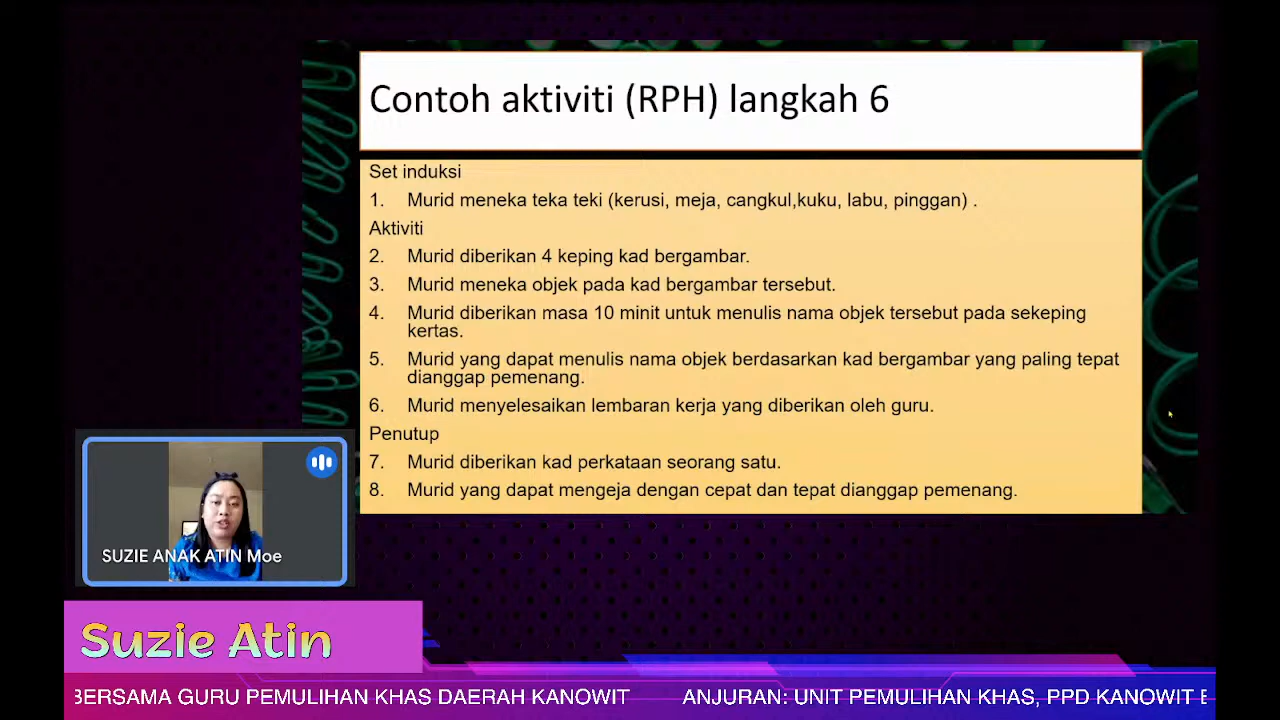 Contoh aktiviti (RPH) langkah 6
Set induksi
1. Murid meneka teka teki (kerusi, meja, cangkul,kuku, labu, pinggan) .
Aktiviti
2. Murid diberikan 4 keping kad bergambar.
3. Murid meneka objek pada kad bergambar tersebut.
4. Murid diberikan masa 10 minit untuk menulis nama objek tersebut pada sekeping
kertas.
5. Murid yang dapat menulis nama objek berdasarkan kad bergambar yang paling tepat
dianggap pemenang.
6. Murid menyelesaikan lembaran kerja yang diberikan oleh guru.
Penutup
7. Murid diberikan kad perkataan seorang satu.
8. Murid yang dapat mengeja dengan cepat dan tepat dianggap pemenang.
SUZIE ANAK ATIN Moe
Suzie Atin
BERSAMA GURU PEMULIHAN KHAS DAERAH KANOWIT ANJURAN: UNIT PEMULIHAN KHAS, PPD KANOWIT